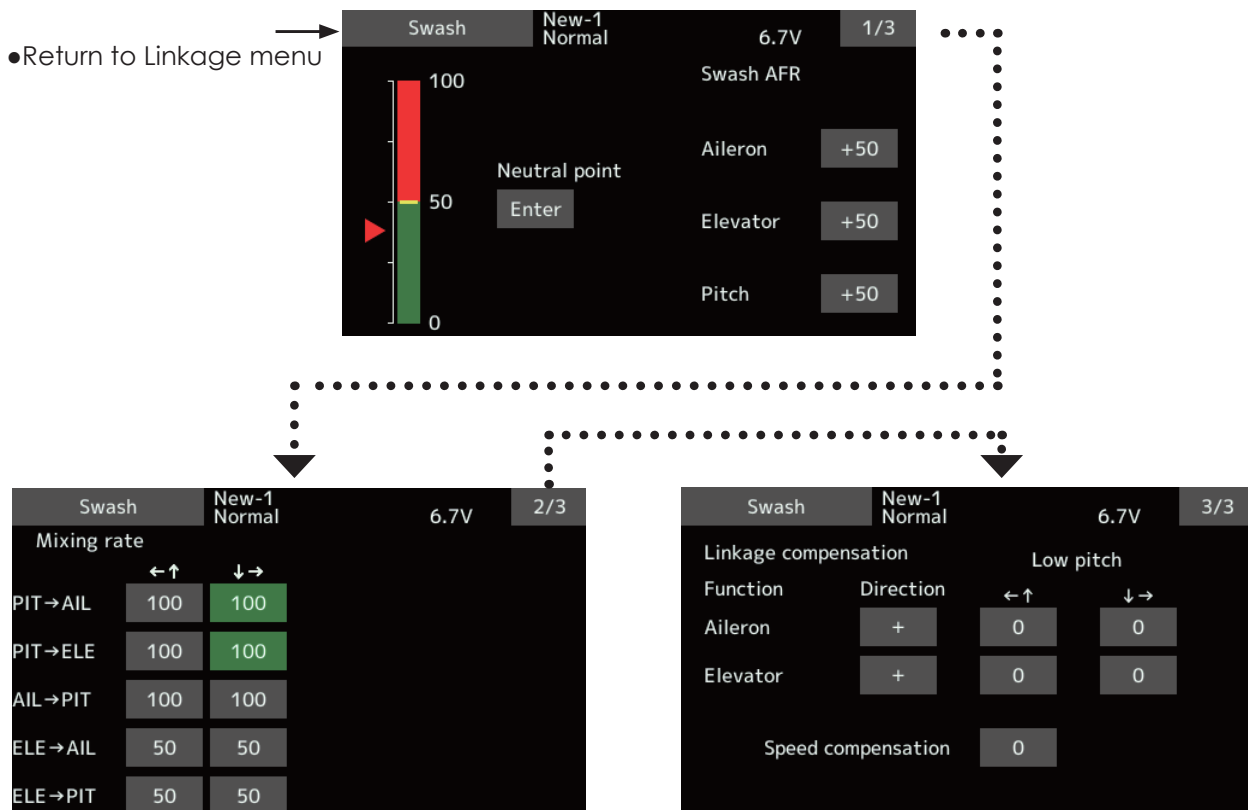 ●Return to Linkage menu
Swash New-1 Normal 6.7V 1/3
Swash AFR
100
50
0
Neutral point
Enter
Aileron +50
Elevator +50
Pitch +50
Swash New-1 Normal 6.7V 2/3
Mixing rate
←↑ ↓→
PIT→AIL 100 100
PIT→ELE 100 100
AIL→PIT 100 100
ELE→AIL 50 50
ELE→PIT 50 50
Swash New-1 Normal 6.7V 3/3
Linkage compensation Low pitch
Function Direction ←↑ ↓→
Aileron + 0 0
Elevator + 0 0
Speed compensation 0